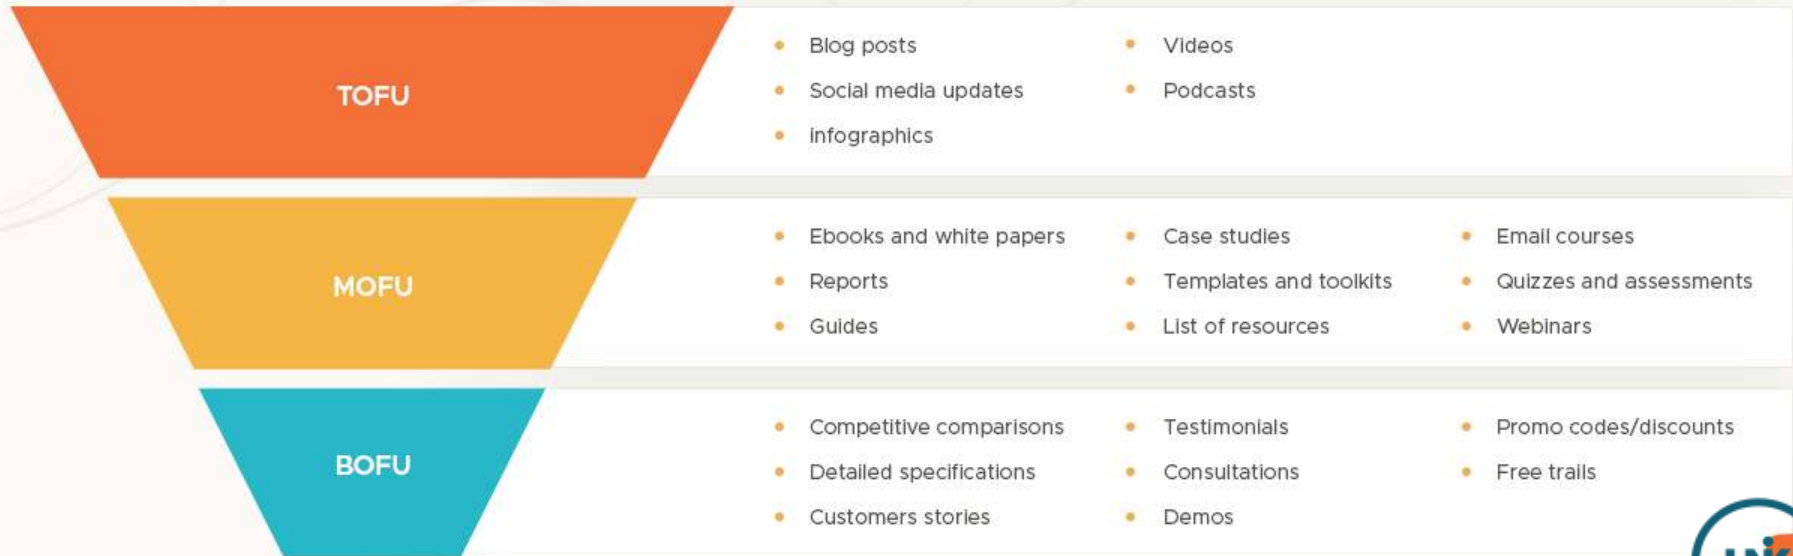 TOFU
Blog posts
Social media updates
infographics
Videos
Podcasts
MOFU
Ebooks and white papers
Reports
Guides
Case studies
Templates and toolkits
List of resources
Email courses
Quizzes and assessments
Webinars
BOFU
Competitive comparisons
Detailed specifications
Customers stories
Testimonials
Consultations
Demos
Promo codes/discounts
Free trails